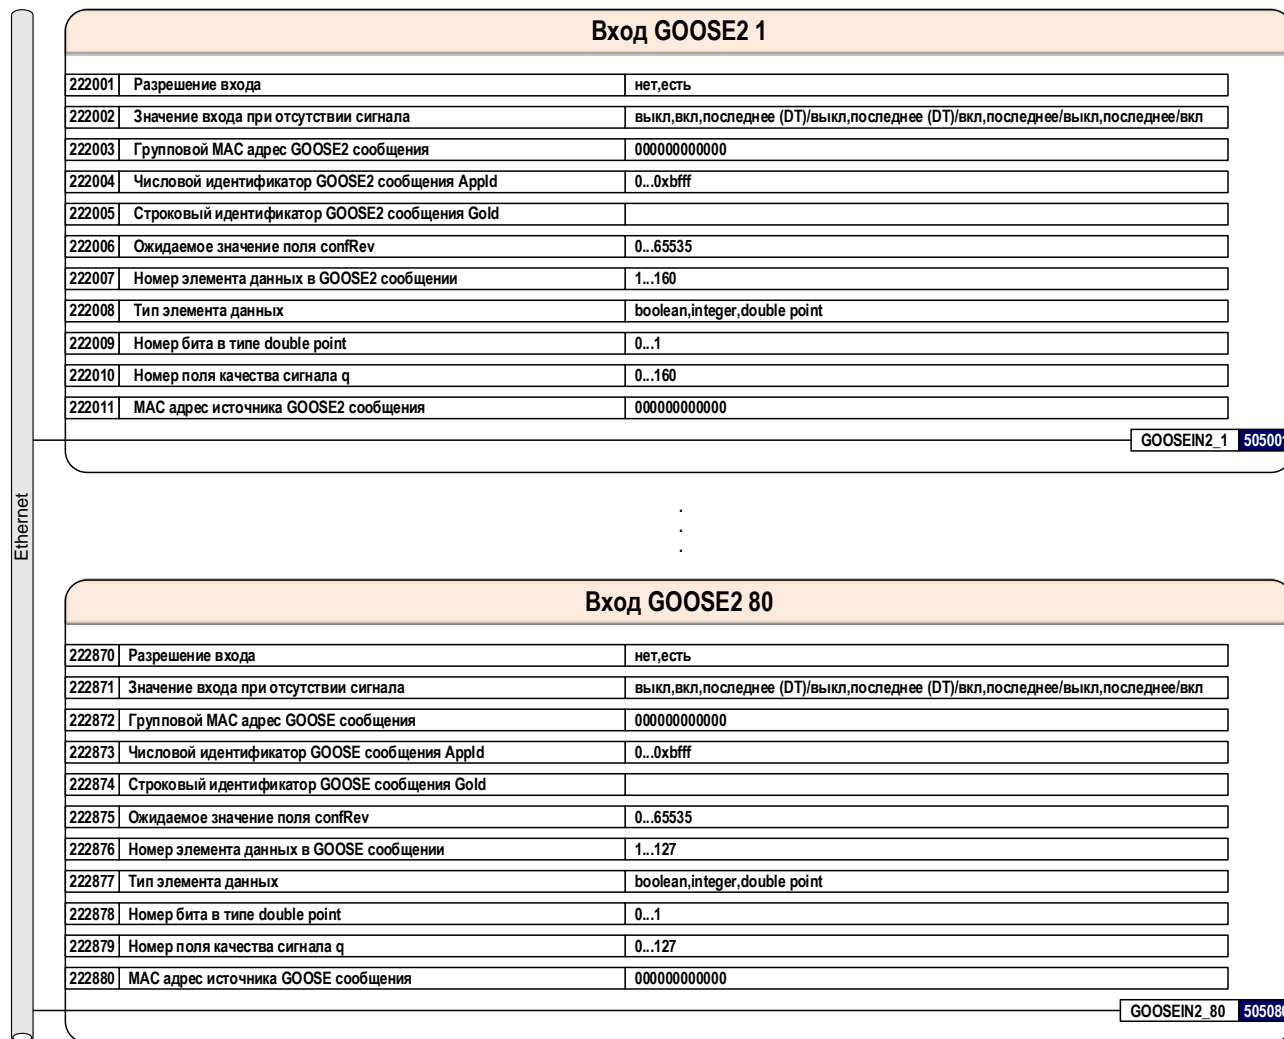 Вход GOOSE2 1
222001 Разрешение входа нет,есть
222002 Значение входа при отсутствии сигнала выкл,вкл,последнее (DT)/выкл,последнее (DT)/вкл,последнее/выкл,последнее/вкл
222003 Групповой MAC адрес GOOSE2 сообщения 000000000000
222004 Числовой идентификатор GOOSE2 сообщения AppId 0...0xbfff
222005 Строковый идентификатор GOOSE2 сообщения GoId
222006 Ожидаемое значение поля confRev 0...65535
222007 Номер элемента данных в GOOSE2 сообщении 1...160
222008 Тип элемента данных boolean,integer,double point
222009 Номер бита в типе double point 0...1
222010 Номер поля качества сигнала q 0...160
222011 MAC адрес источника GOOSE2 сообщения 000000000000
GOOSEIN2_1 505001
Ethernet
.
.
.
Вход GOOSE2 80
222870 Разрешение входа нет,есть
222871 Значение входа при отсутствии сигнала выкл,вкл,последнее (DT)/выкл,последнее (DT)/вкл,последнее/выкл,последнее/вкл
222872 Групповой MAC адрес GOOSE сообщения 000000000000
222873 Числовой идентификатор GOOSE сообщения AppId 0...0xbfff
222874 Строковый идентификатор GOOSE сообщения GoId
222875 Ожидаемое значение поля confRev 0...65535
222876 Номер элемента данных в GOOSE сообщении 1...127
222877 Тип элемента данных boolean,integer,double point
222878 Номер бита в типе double point 0...1
222879 Номер поля качества сигнала q 0...127
222880 MAC адрес источника GOOSE сообщения 000000000000
GOOSEIN2_80 505080